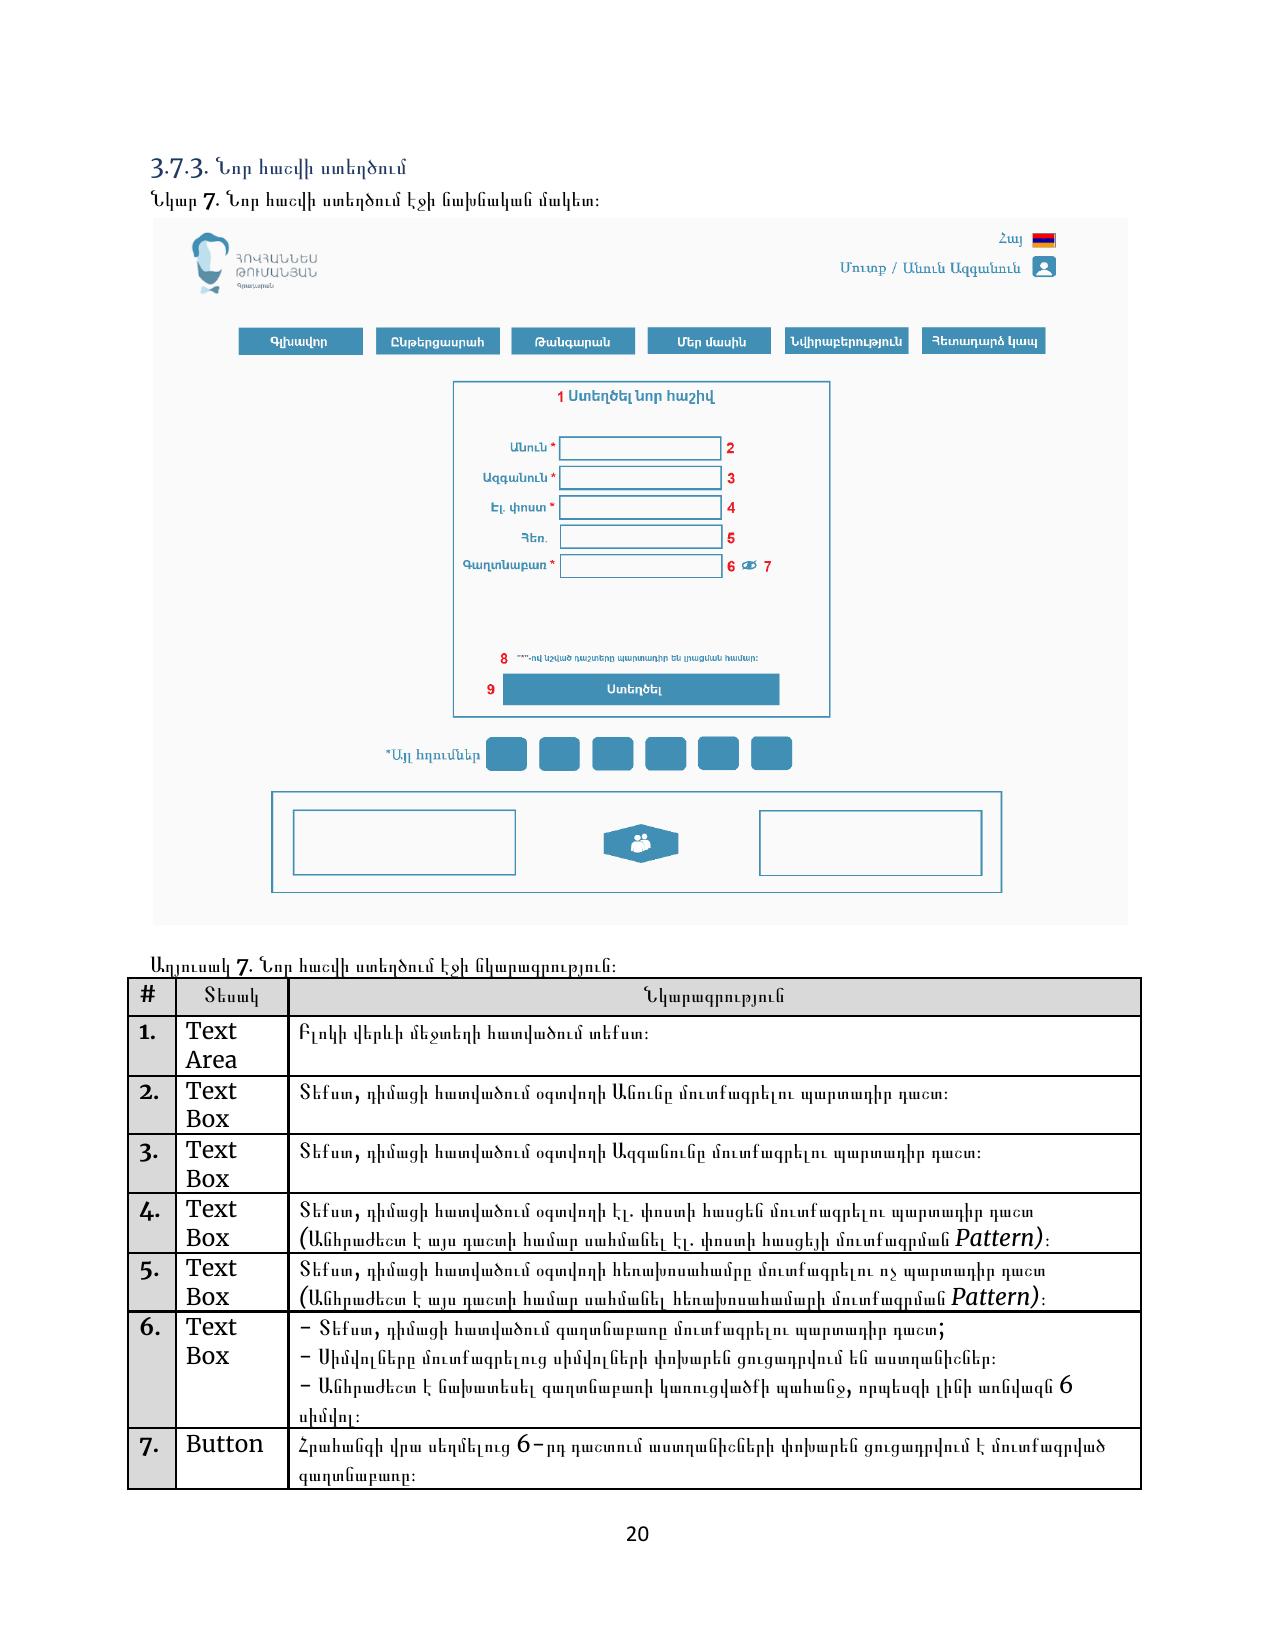 3.7.3. Նոր հաշվի ստեղծում
Նկար 7. Նոր հաշվի ստեղծում էջի նախնական մակետ։
ՀՈՎՀԱՆՆԵՍ
ԹՈՒՄԱՆՅԱՆ
Գրադարան
Հայ
Մուտք / Անուն Ազգանուն
Գլխավոր Ընթերցասրահ Թանգարան Մեր մասին Նվիրաբերություն Հետադարձ կապ
1 Ստեղծել նոր հաշիվ
Անուն * 2
Ազգանուն * 3
Էլ. փոստ * 4
Հեռ. 5
Գաղտնաբառ * 6 7
8 "*"-ով նշված դաշտերը պարտադիր են լրացման համար։
9 Ստեղծել
*Այլ հղումներ
Աղյուսակ 7. Նոր հաշվի ստեղծում էջի նկարագրություն։
# Տեսակ Նկարագրություն
1. Text Բլոկի վերևի մեջտեղի հատվածում տեքստ։
Area
2. Text Տեքստ, դիմացի հատվածում օգտվողի Անունը մուտքագրելու պարտադիր դաշտ։
Box
3. Text Տեքստ, դիմացի հատվածում օգտվողի Ազգանունը մուտքագրելու պարտադիր դաշտ։
Box
4. Text Տեքստ, դիմացի հատվածում օգտվողի էլ. փոստի հասցեն մուտքագրելու պարտադիր դաշտ
Box (Անհրաժեշտ է այս դաշտի համար սահմանել էլ. փոստի հասցեյի մուտքագրման Pattern)։
5. Text Տեքստ, դիմացի հատվածում օգտվողի հեռախոսահամրը մուտքագրելու ոչ պարտադիր դաշտ
Box (Անհրաժեշտ է այս դաշտի համար սահմանել հեռախոսահամարի մուտքագրման Pattern)։
6. Text – Տեքստ, դիմացի հատվածում գաղտնաբառը մուտքագրելու պարտադիր դաշտ;
Box – Սիմվոլները մուտքագրելուց սիմվոլների փոխարեն ցուցադրվում են աստղանիշներ։
– Անհրաժեշտ է նախատեսել գաղտնաբառի կառուցվածքի պահանջ, որպեսզի լինի առնվազն 6
սիմվոլ։
7. Button Հրահանգի վրա սեղմելուց 6-րդ դաշտում աստղանիշների փոխարեն ցուցադրվում է մուտքագրված
գաղտնաբառը։
20